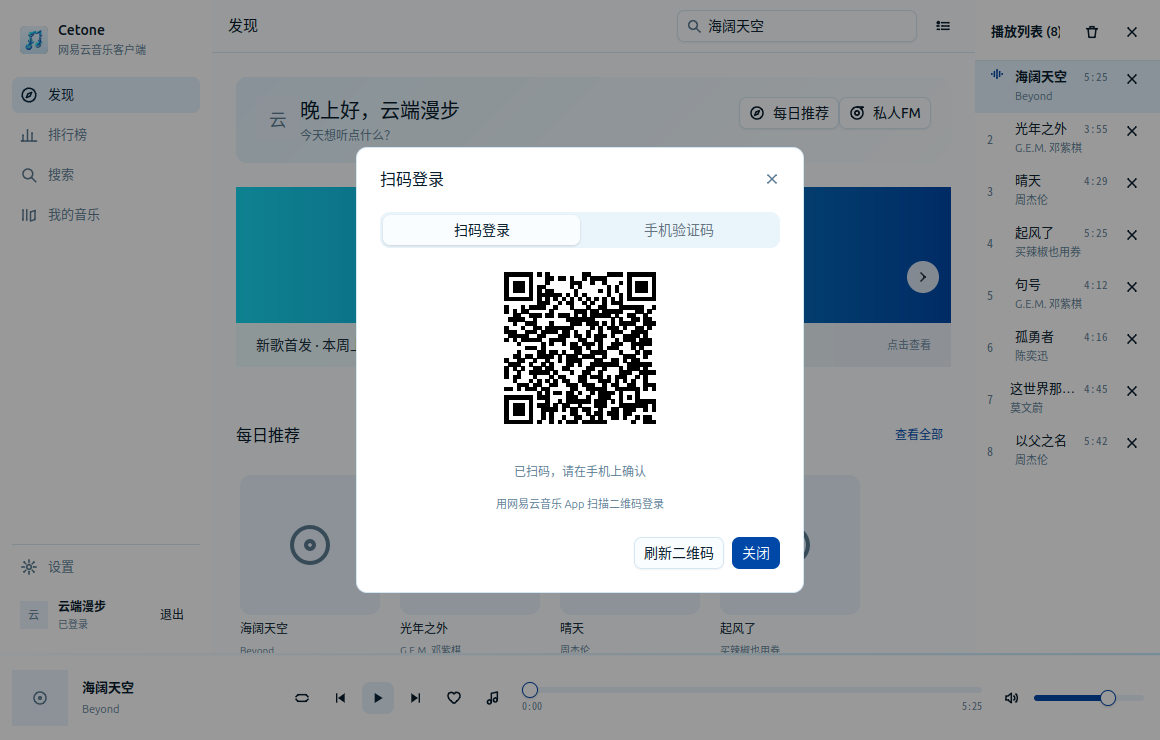 Cetone
网易云音乐客户端
发现
排行榜
搜索
我的音乐
设置
云
云端漫步
已登录
退出
发现
海阔天空
云
晚上好，云端漫步
今天想听点什么？
每日推荐
私人FM
新歌首发 · 本周上
点击查看
每日推荐
查看全部
海阔天空
Beyond
光年之外
G.E.M. 邓紫棋
晴天
周杰伦
起风了
买辣椒也用券
扫码登录
扫码登录
手机验证码
已扫码，请在手机上确认
用网易云音乐 App 扫描二维码登录
刷新二维码
关闭
播放列表 (8)
海阔天空
5:25
Beyond
2
光年之外
3:55
G.E.M. 邓紫棋
3
晴天
4:29
周杰伦
4
起风了
5:25
买辣椒也用券
5
句号
4:12
G.E.M. 邓紫棋
6
孤勇者
4:16
陈奕迅
7
这世界那…
4:45
莫文蔚
8
以父之名
5:42
周杰伦
海阔天空
Beyond
0:00
5:25